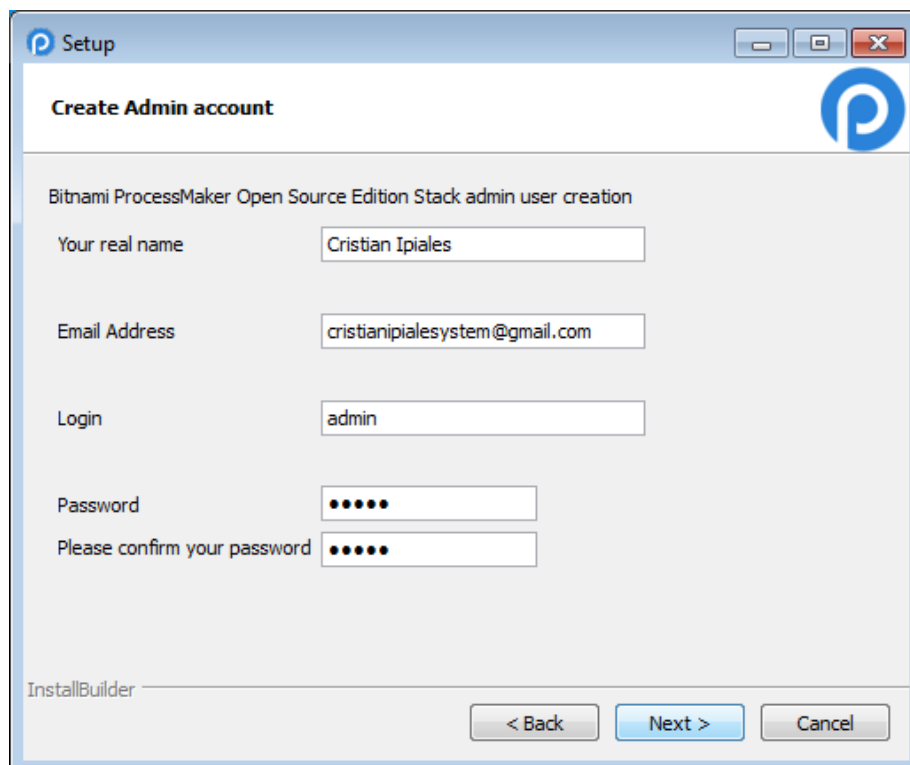 Setup
Create Admin account
Bitnami ProcessMaker Open Source Edition Stack admin user creation
Your real name Cristian Ipiales
Email Address cristianipialesystem@gmail.com
Login admin
Password •••••
Please confirm your password •••••
InstallBuilder
< Back Next > Cancel